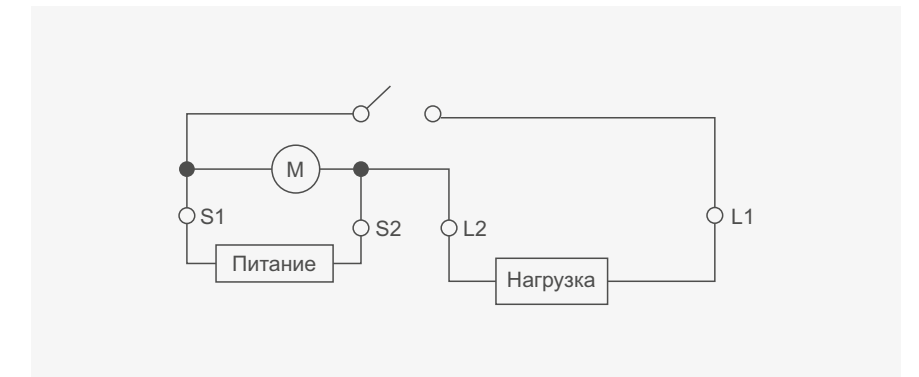 M
S1
S2
L2
L1
Питание
Нагрузка